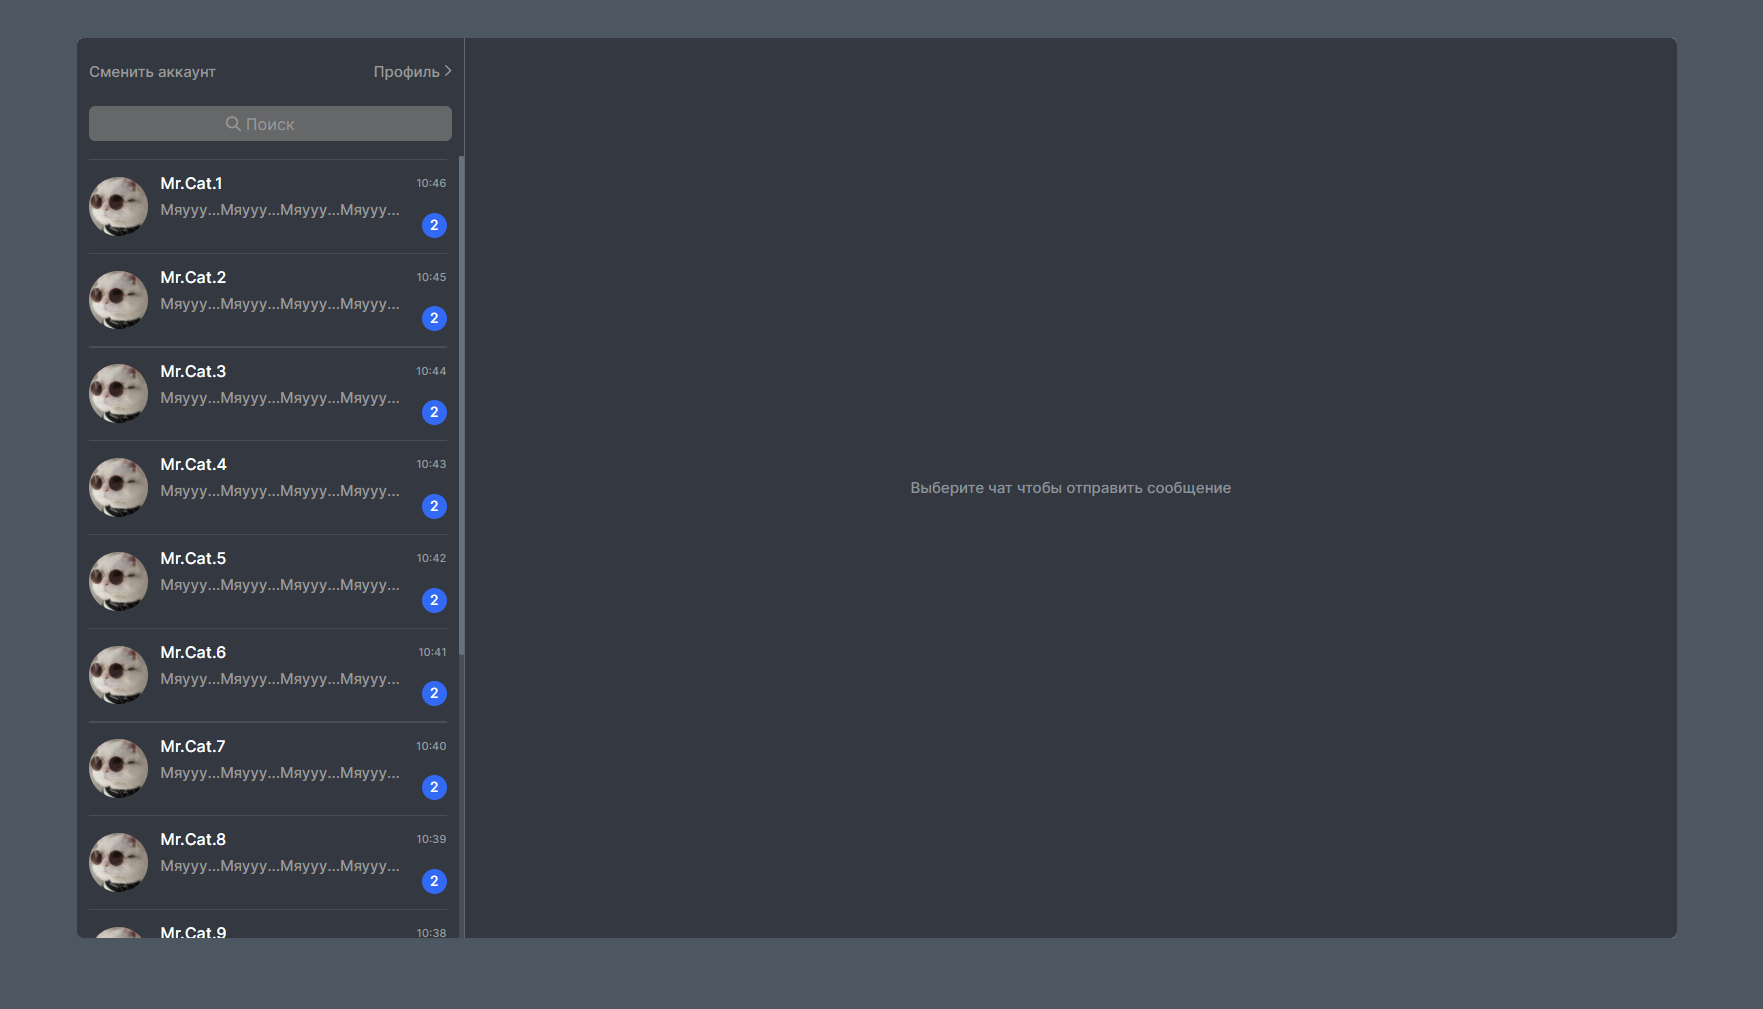 Сменить аккаунт Профиль
Поиск
Mr.Cat.1 10:46
Мяууу...Мяууу...Мяууу...Мяууу...
2
Mr.Cat.2 10:45
Мяууу...Мяууу...Мяууу...Мяууу...
2
Mr.Cat.3 10:44
Мяууу...Мяууу...Мяууу...Мяууу...
2
Mr.Cat.4 10:43
Мяууу...Мяууу...Мяууу...Мяууу...
2
Mr.Cat.5 10:42
Мяууу...Мяууу...Мяууу...Мяууу...
2
Mr.Cat.6 10:41
Мяууу...Мяууу...Мяууу...Мяууу...
2
Mr.Cat.7 10:40
Мяууу...Мяууу...Мяууу...Мяууу...
2
Mr.Cat.8 10:39
Мяууу...Мяууу...Мяууу...Мяууу...
2
Mr.Cat.9 10:38
Выберите чат чтобы отправить сообщение